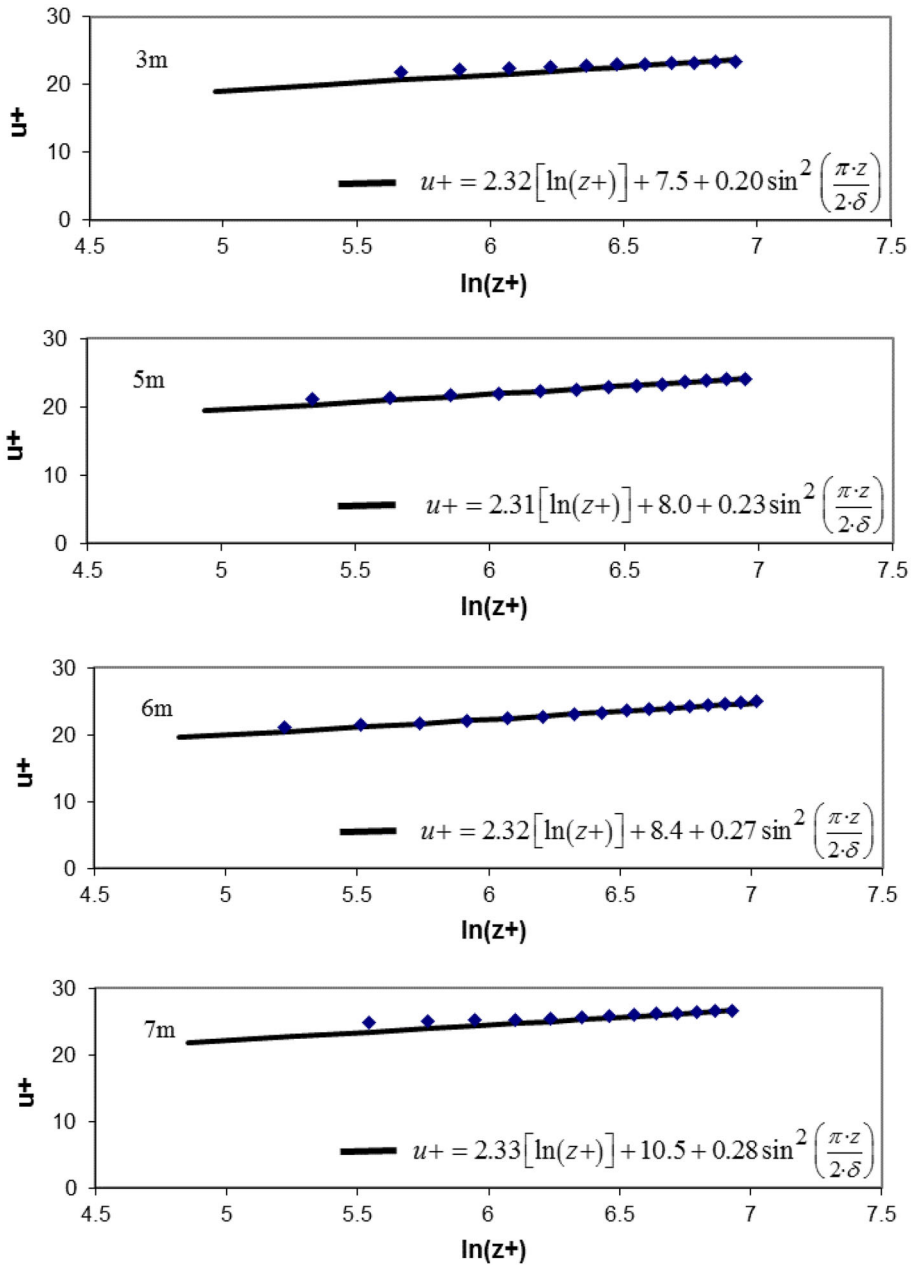 30
3m
20
u+
10
u+ = 2.32[ln(z+)] + 7.5 + 0.20 sin² (π·z / 2·δ)
0
4.5 5 5.5 6 6.5 7 7.5
ln(z+)
30
5m
20
u+
10
u+ = 2.31[ln(z+)] + 8.0 + 0.23 sin² (π·z / 2·δ)
0
4.5 5 5.5 6 6.5 7 7.5
ln(z+)
30
6m
20
u+
10
u+ = 2.32[ln(z+)] + 8.4 + 0.27 sin² (π·z / 2·δ)
0
4.5 5 5.5 6 6.5 7 7.5
ln(z+)
30
7m
20
u+
10
u+ = 2.33[ln(z+)] + 10.5 + 0.28 sin² (π·z / 2·δ)
0
4.5 5 5.5 6 6.5 7 7.5
ln(z+)